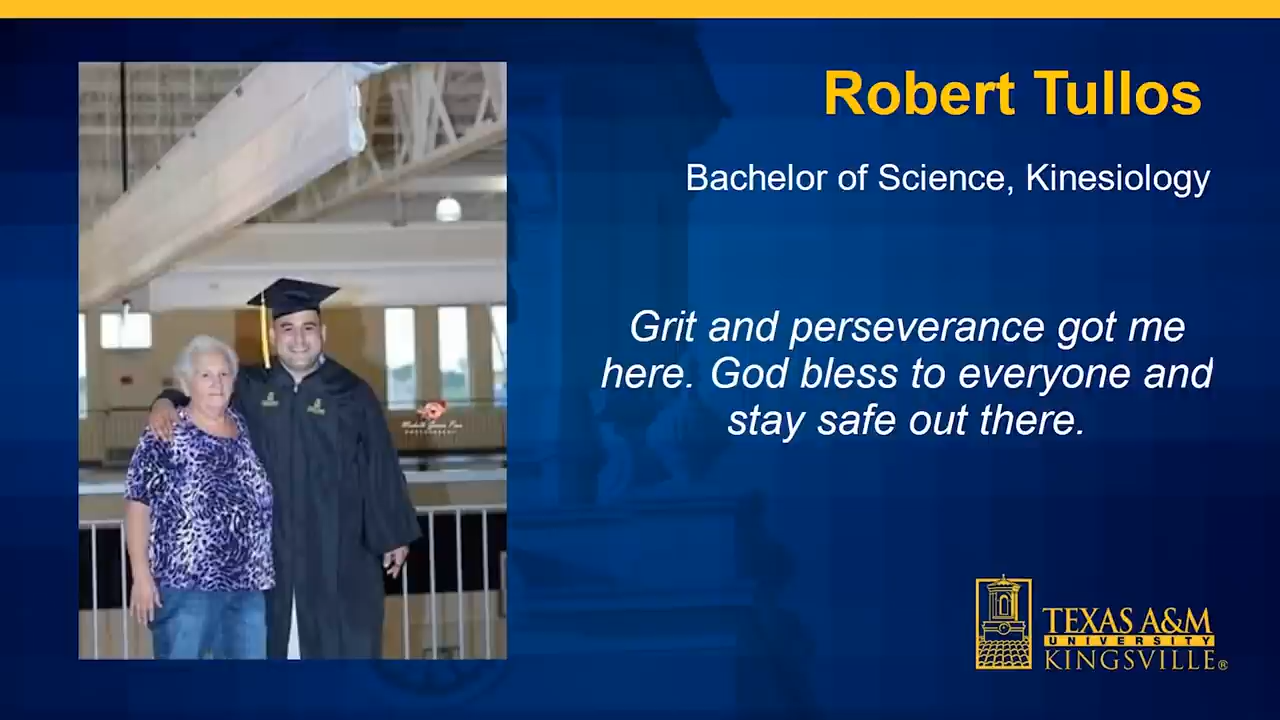 Robert Tullos
Bachelor of Science, Kinesiology
Grit and perseverance got me
here. God bless to everyone and
stay safe out there.
TEXAS A&M
UNIVERSITY
KINGSVILLE®